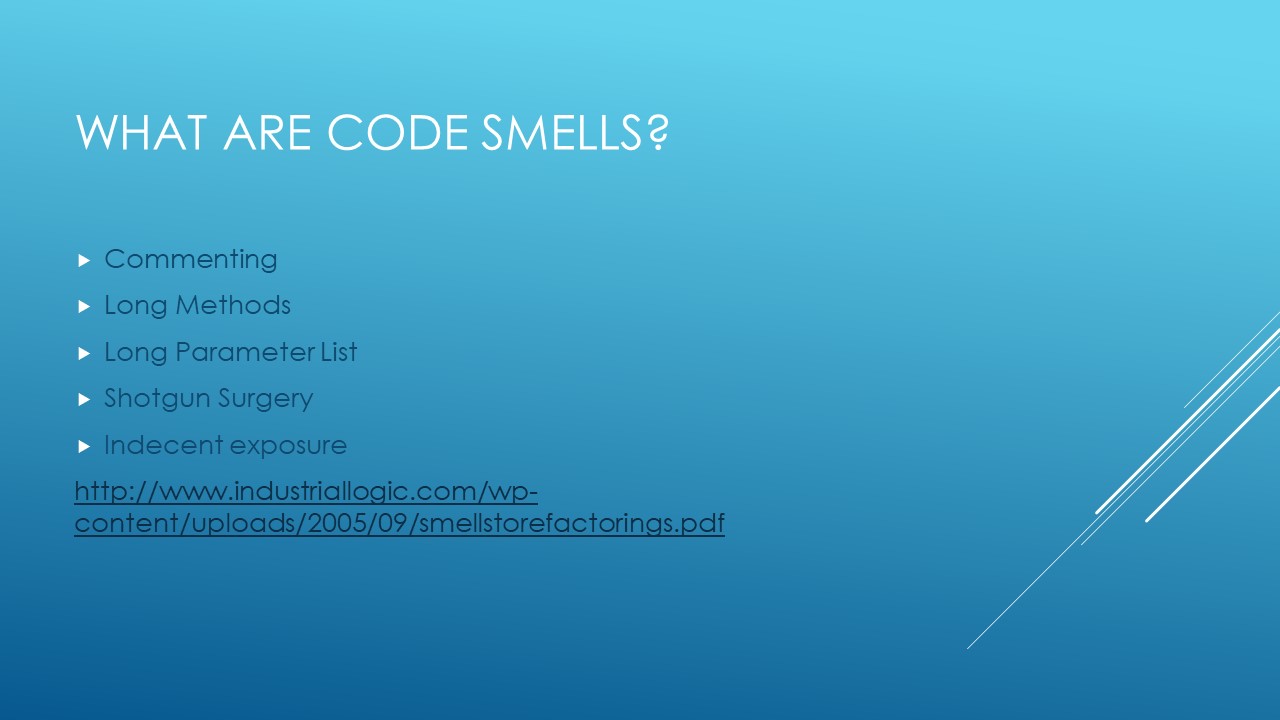 WHAT ARE CODE SMELLS?
Commenting
Long Methods
Long Parameter List
Shotgun Surgery
Indecent exposure
http://www.industriallogic.com/wp-
content/uploads/2005/09/smellstorefactorings.pdf